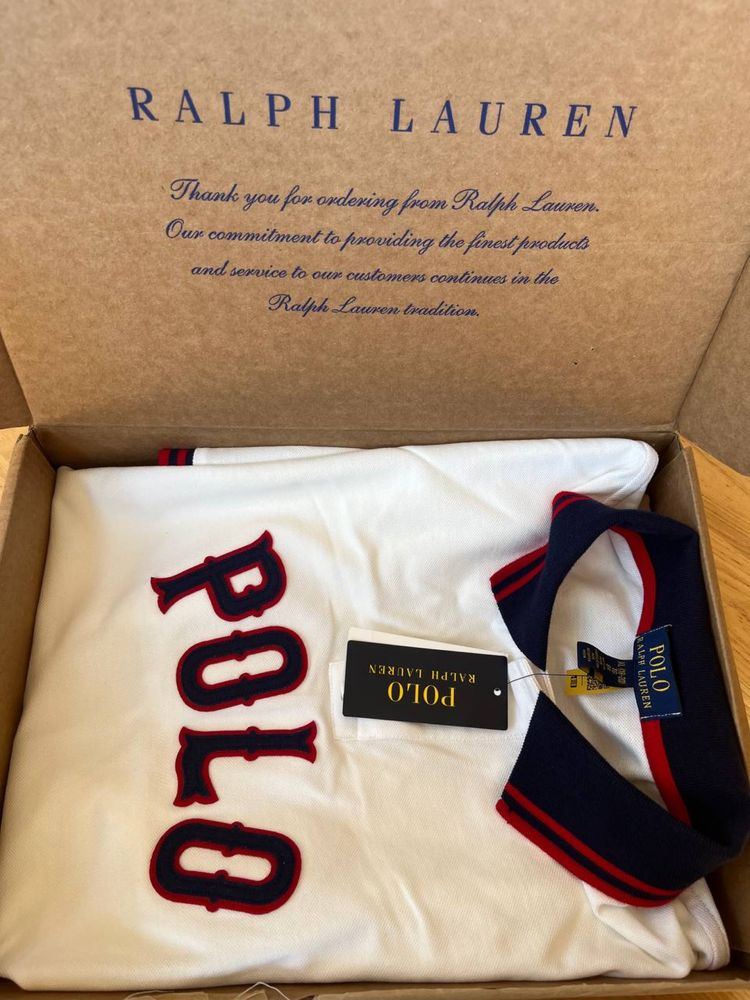 RALPH LAUREN
Thank you for ordering from Ralph Lauren.
Our commitment to providing the finest products
and service to our customers continues in the
Ralph Lauren tradition.
POLO
POLO
RALPH LAUREN
POLO
RALPH LAUREN